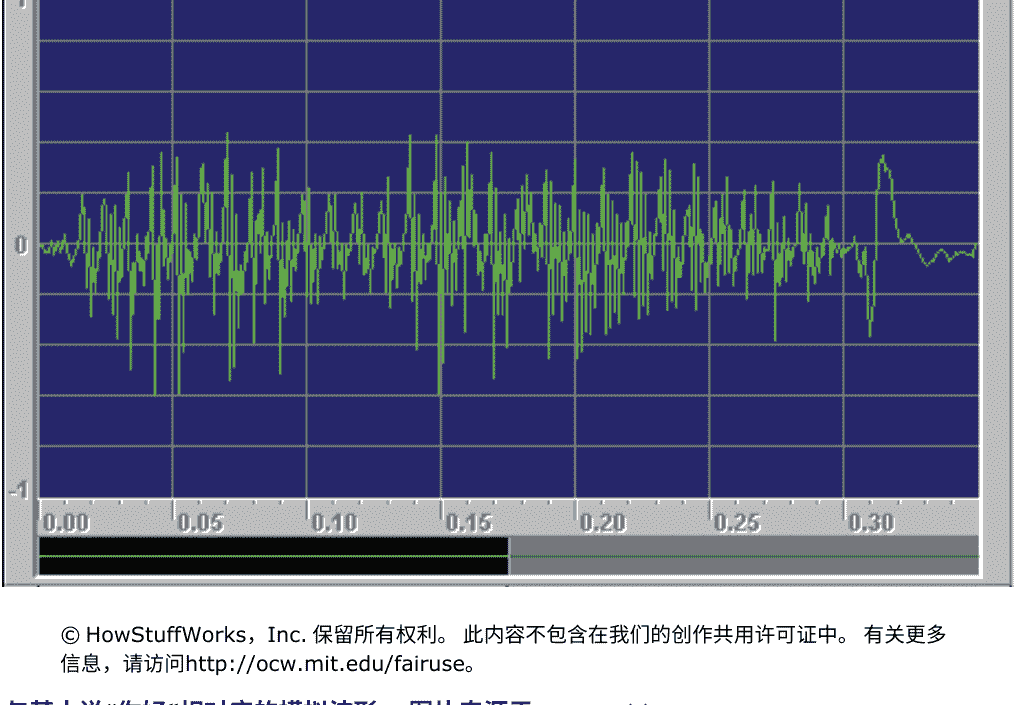 0
-1
0.00 0.05 0.10 0.15 0.20 0.25 0.30
© HowStuffWorks，Inc. 保留所有权利。 此内容不包含在我们的创作共用许可证中。 有关更多
信息，请访问http://ocw.mit.edu/fairuse。